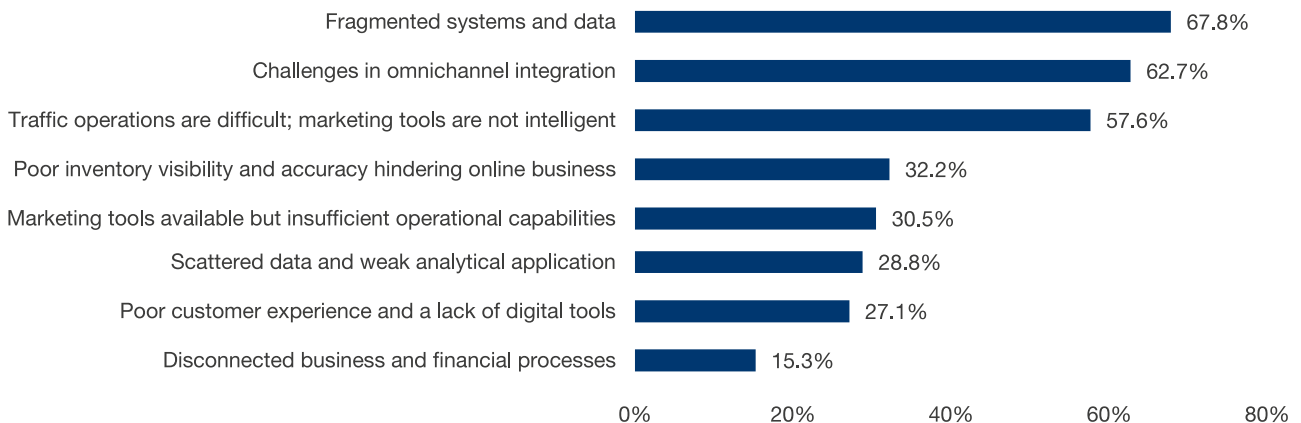 Fragmented systems and data 67.8%
Challenges in omnichannel integration 62.7%
Traffic operations are difficult; marketing tools are not intelligent 57.6%
Poor inventory visibility and accuracy hindering online business 32.2%
Marketing tools available but insufficient operational capabilities 30.5%
Scattered data and weak analytical application 28.8%
Poor customer experience and a lack of digital tools 27.1%
Disconnected business and financial processes 15.3%
0% 20% 40% 60% 80%